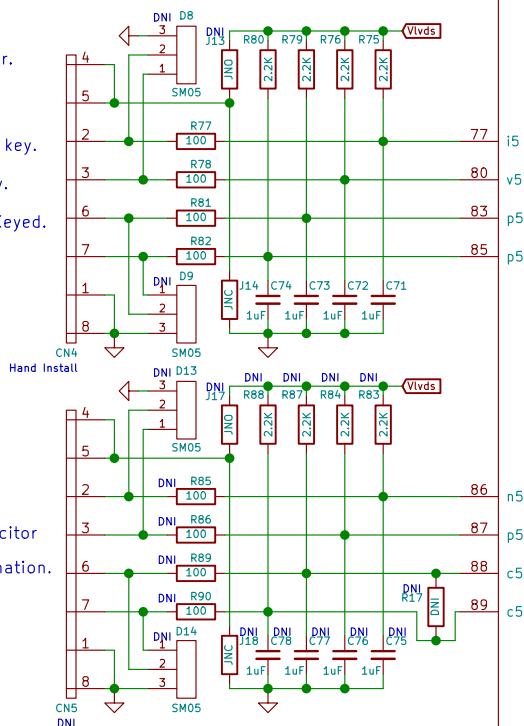 DNI D8
3
DNI R80 R79 R76 R75 Vlvds
J13
r.
4
2
JNO 2.2K 2.2K 2.2K 2.2K
1
SM05
5
R77
key.
2 100 77 i5
R78
3 100 80 v5
R81
Keyed.
6 100 83 p5
R82
7 100 85 p5
DNI D9
1 1 J14 C74 C73 C72 C71
JNC
2
1uF 1uF 1uF 1uF
8 3
CN4 SM05
Hand Install
DNI D13
DNI DNI DNI DNI
3
DNI R88 R87 R84 R83 Vlvds
J17
4
2
JNO 2.2K 2.2K 2.2K 2.2K
1
SM05
5
DNI R85
2 100 86 n5
DNI R86
citor
3 100 87 p5
DNI R89
mation.
6 100 88 c5
DNI
R17
DNI
DNI R90
7 100 89 c5
DNI D14
DNI DNI DNI DNI DNI
1 1 J18 C78 C77 C76 C75
JNC
2
1uF 1uF 1uF 1uF
8 3
CN5 SM05
DNI